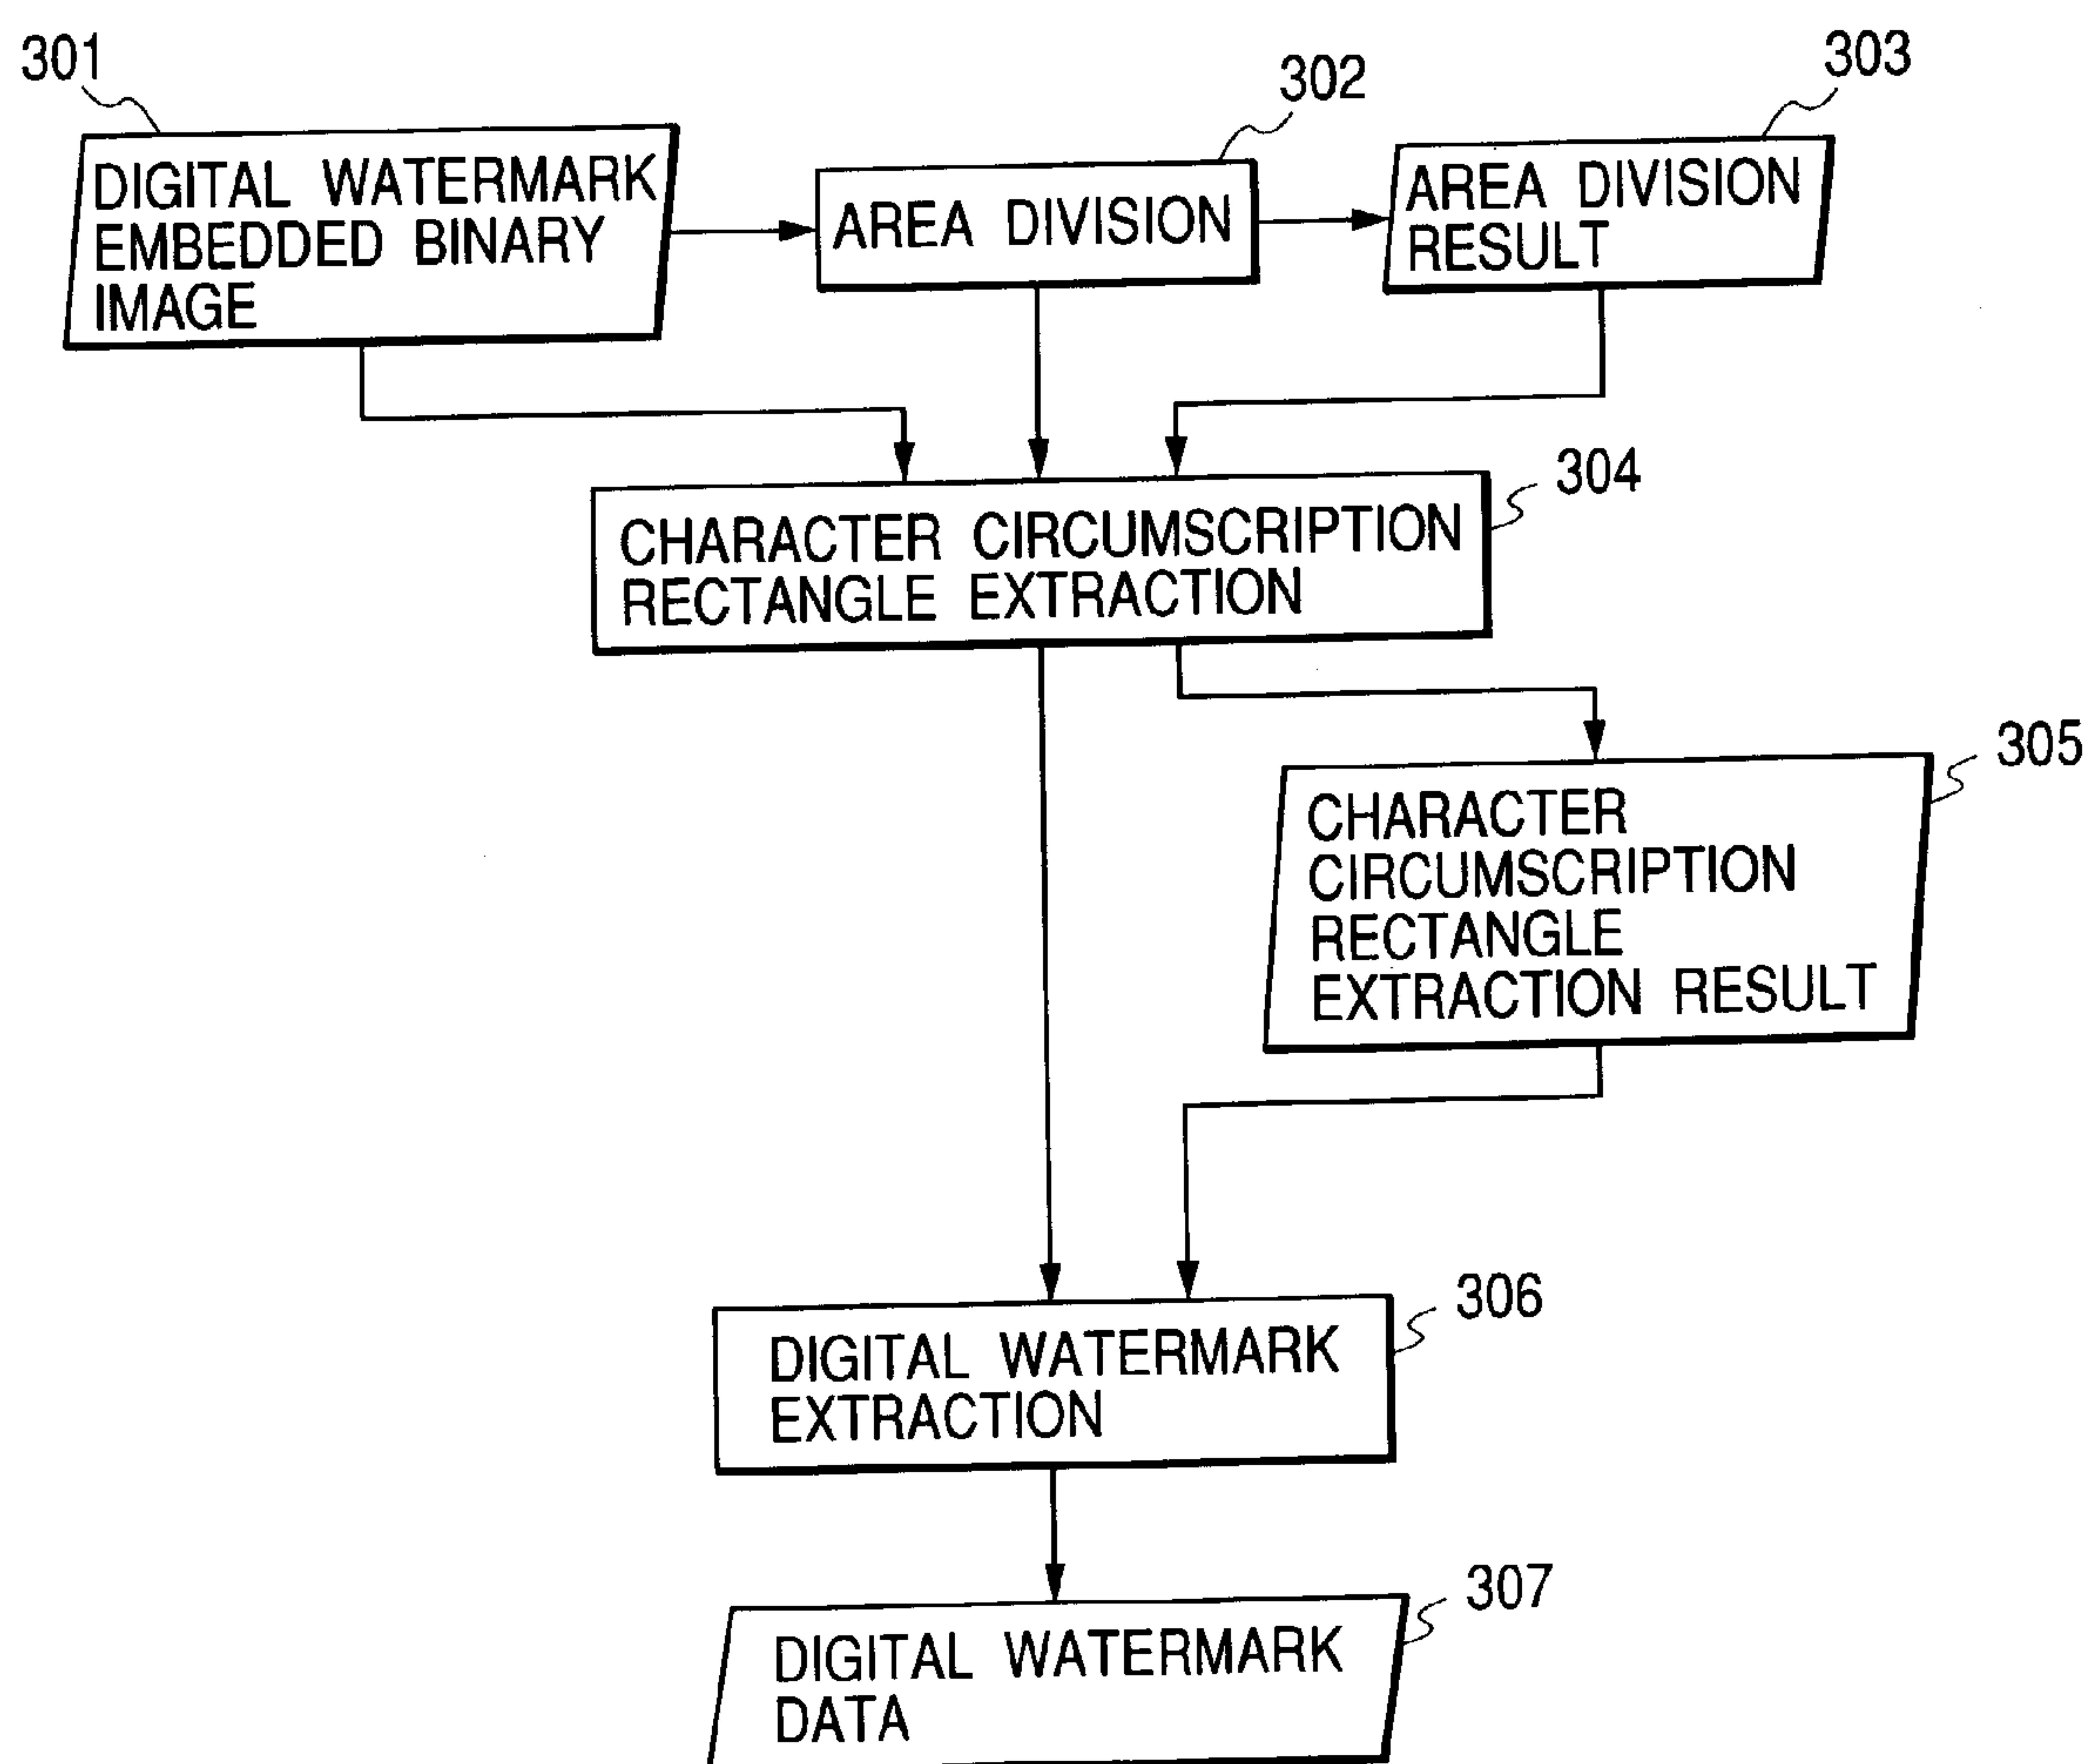 301
302
303
DIGITAL WATERMARK
EMBEDDED BINARY
IMAGE
AREA DIVISION
AREA DIVISION
RESULT
304
CHARACTER CIRCUMSCRIPTION
RECTANGLE EXTRACTION
305
CHARACTER
CIRCUMSCRIPTION
RECTANGLE
EXTRACTION RESULT
306
DIGITAL WATERMARK
EXTRACTION
307
DIGITAL WATERMARK
DATA